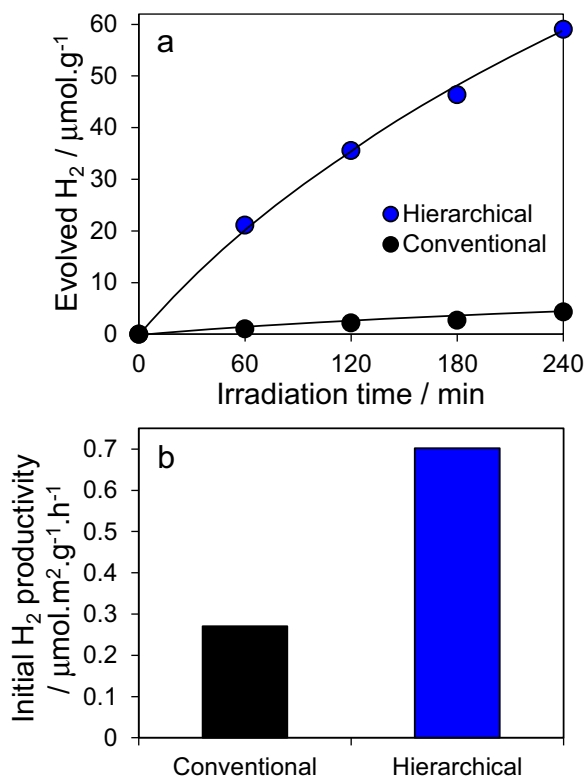 a
Evolved H₂ / μmol.g⁻¹
60
50
40
30
20
10
0
Hierarchical
Conventional
0 60 120 180 240
Irradiation time / min
b
Initial H₂ productivity
/ μmol.m².g⁻¹.h⁻¹
0.7
0.6
0.5
0.4
0.3
0.2
0.1
0
Conventional Hierarchical